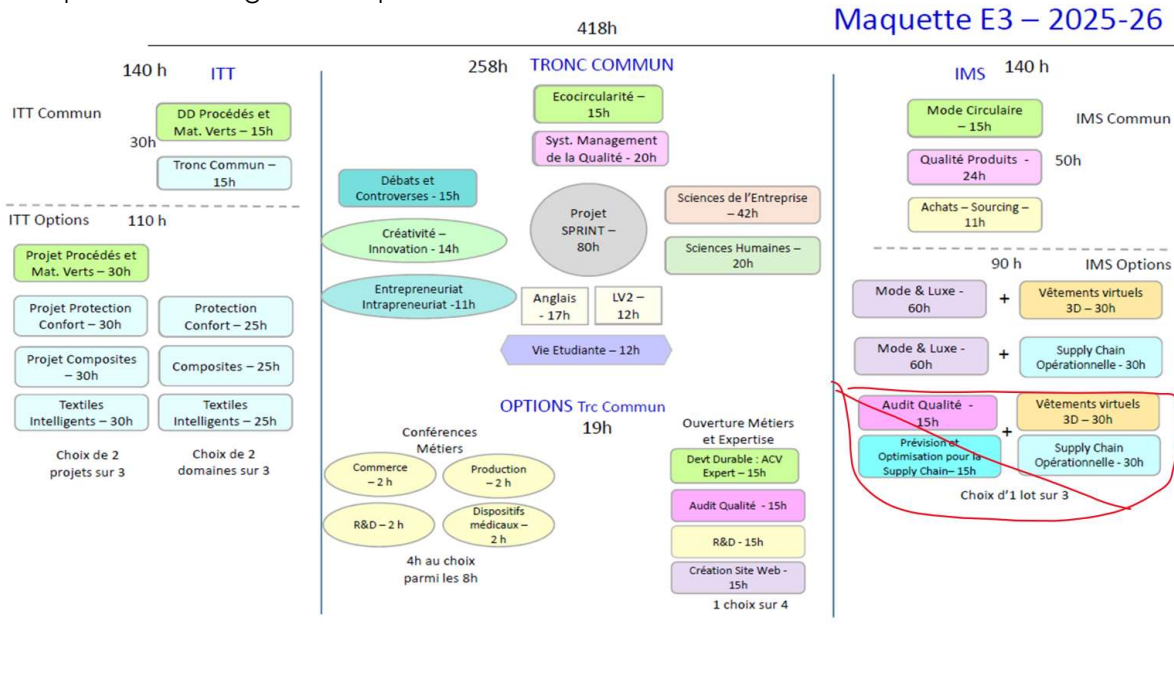 Maquette E3 – 2025-26
418h
140 h
ITT
ITT Commun
30h
DD Procédés et
Mat. Verts – 15h
Tronc Commun –
15h
ITT Options
110 h
Projet Procédés et
Mat. Verts – 30h
Projet Protection
Confort – 30h
Protection
Confort – 25h
Projet Composites
– 30h
Composites – 25h
Textiles
Intelligents – 30h
Textiles
Intelligents – 25h
Choix de 2
projets sur 3
Choix de 2
domaines sur 3
258h
TRONC COMMUN
Ecocircularité –
15h
Syst. Management
de la Qualité - 20h
Débats et
Controverses - 15h
Créativité –
Innovation - 14h
Entrepreneuriat
Intrapreneuriat -11h
Projet
SPRINT –
80h
Sciences de l’Entreprise
– 42h
Sciences Humaines –
20h
Anglais
- 17h
LV2 –
12h
Vie Etudiante – 12h
OPTIONS Trc Commun
19h
Conférences
Métiers
Commerce
– 2 h
Production
– 2 h
R&D – 2 h
Dispositifs
médicaux –
2 h
4h au choix
parmi les 8h
Ouverture Métiers
et Expertise
Devt Durable : ACV
Expert – 15h
Audit Qualité - 15h
R&D - 15h
Création Site Web -
15h
1 choix sur 4
IMS
140 h
IMS Commun
50h
Mode Circulaire
– 15h
Qualité Produits -
24h
Achats – Sourcing –
11h
90 h
IMS Options
Mode & Luxe -
60h
+
Vêtements virtuels
3D – 30h
Mode & Luxe -
60h
+
Supply Chain
Opérationnelle - 30h
Audit Qualité -
15h
Prévision et
Optimisation pour la
Supply Chain– 15h
+
Vêtements virtuels
3D – 30h
Supply Chain
Opérationnelle - 30h
Choix d’1 lot sur 3